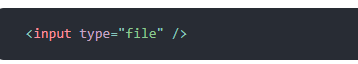 <input type="file" />